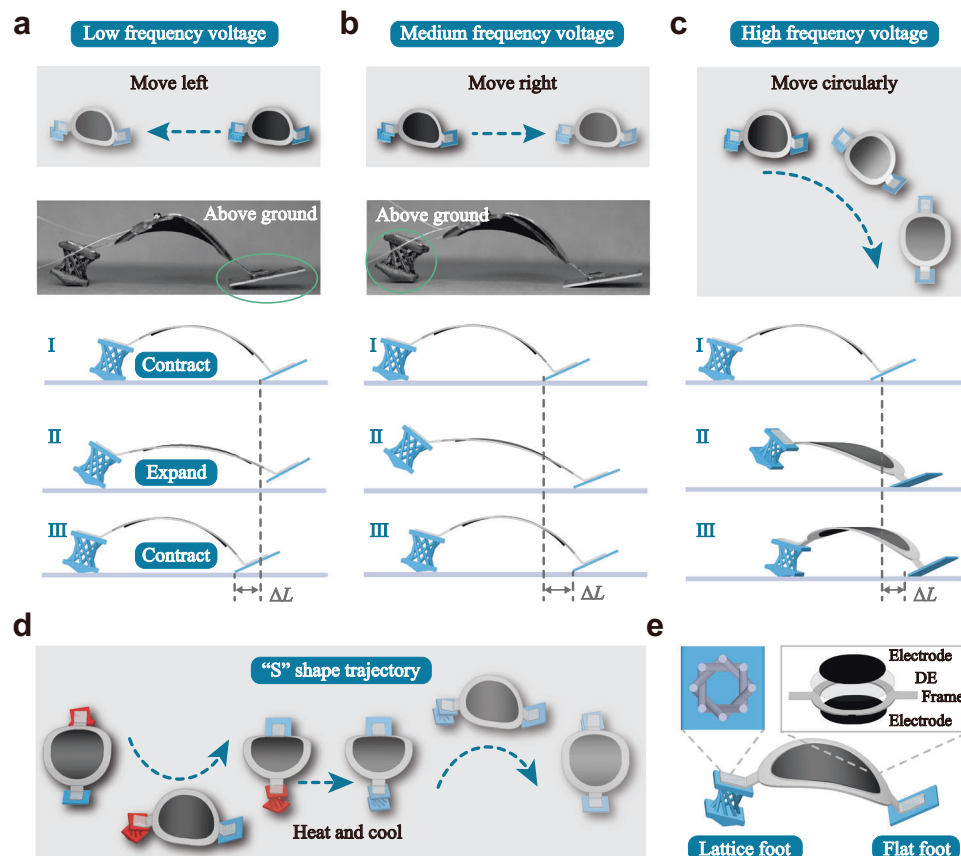 a
Low frequency voltage
Move left
Above ground
I
Contract
II
Expand
III
Contract
ΔL
b
Medium frequency voltage
Move right
Above ground
I
II
III
ΔL
c
High frequency voltage
Move circularly
I
II
III
ΔL
d
“S” shape trajectory
Heat and cool
e
Electrode
DE
Frame
Electrode
Lattice foot
Flat foot